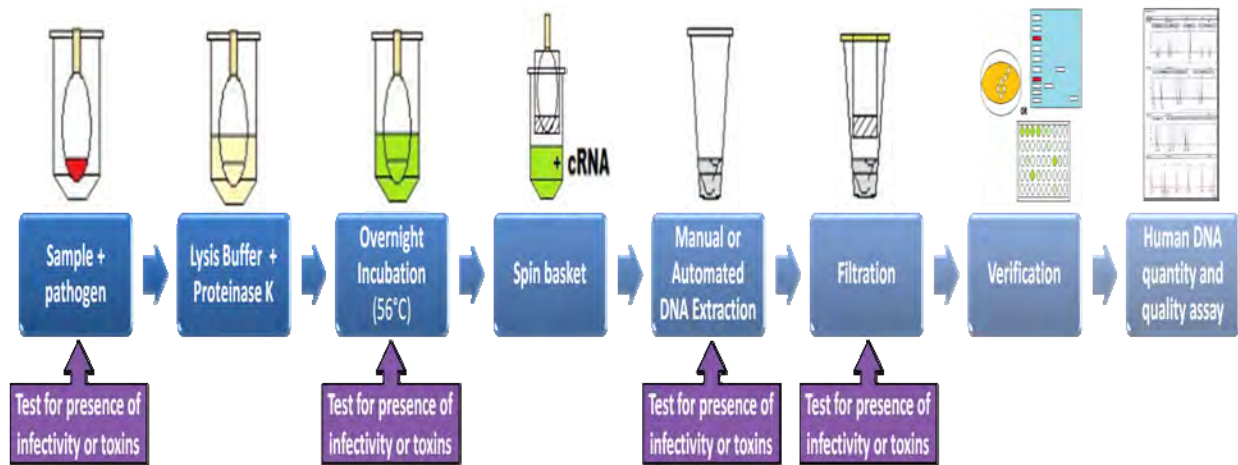 + cRNA
OR
Sample +
pathogen
Lysis Buffer +
Proteinase K
Overnight
Incubation
(56°C)
Spin basket
Manual or
Automated
DNA Extraction
Filtration
Verification
Human DNA
quantity and
quality assay
Test for presence of
infectivity or toxins
Test for presence of
infectivity or toxins
Test for presence of
infectivity or toxins
Test for presence of
infectivity or toxins